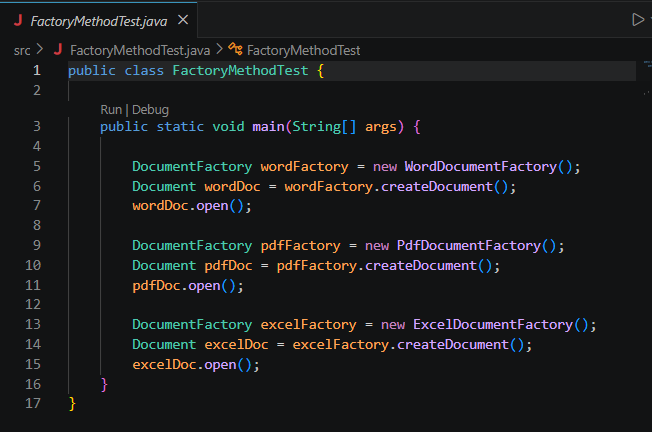 J FactoryMethodTest.java ×
src > J FactoryMethodTest.java > FactoryMethodTest
1 public class FactoryMethodTest {
2
Run | Debug
3 public static void main(String[] args) {
4
5 DocumentFactory wordFactory = new WordDocumentFactory();
6 Document wordDoc = wordFactory.createDocument();
7 wordDoc.open();
8
9 DocumentFactory pdfFactory = new PdfDocumentFactory();
10 Document pdfDoc = pdfFactory.createDocument();
11 pdfDoc.open();
12
13 DocumentFactory excelFactory = new ExcelDocumentFactory();
14 Document excelDoc = excelFactory.createDocument();
15 excelDoc.open();
16 }
17 }